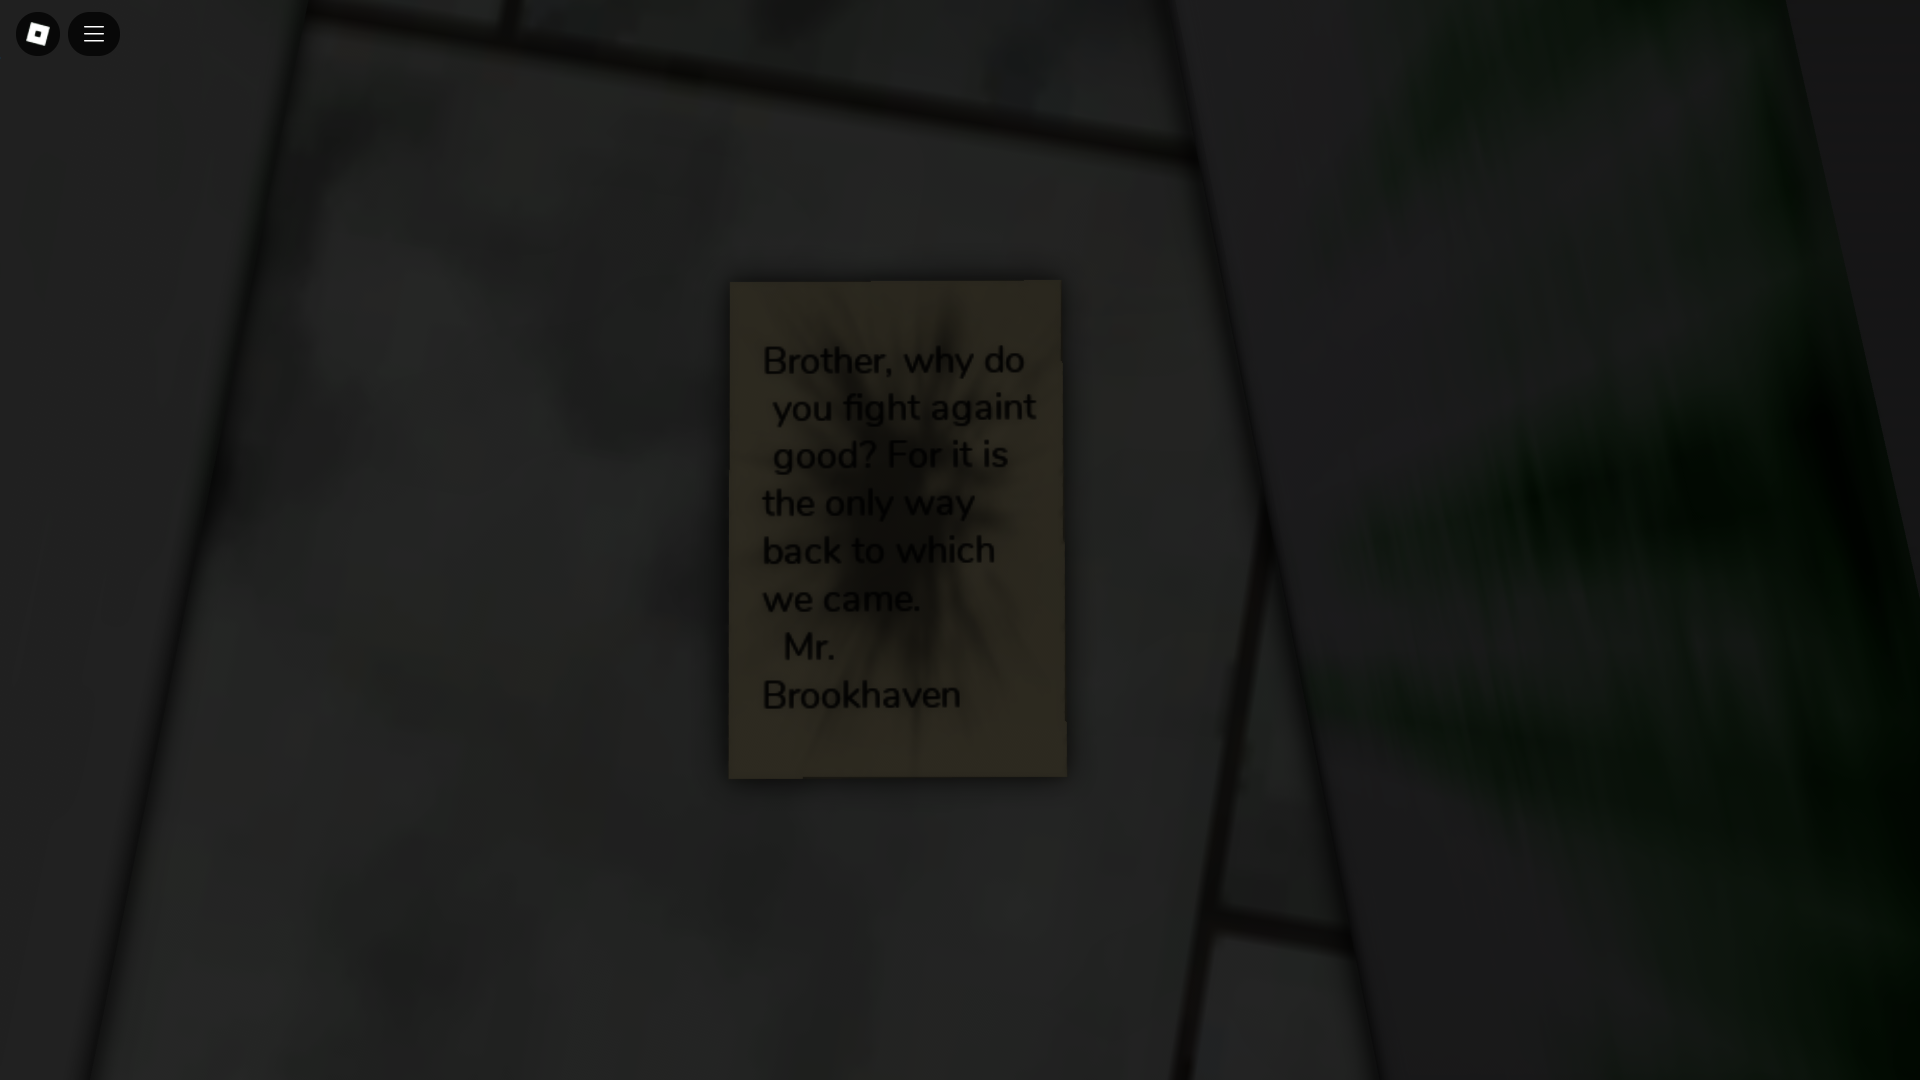 Brother, why do
you fight againt
good? For it is
the only way
back to which
we came.
Mr.
Brookhaven